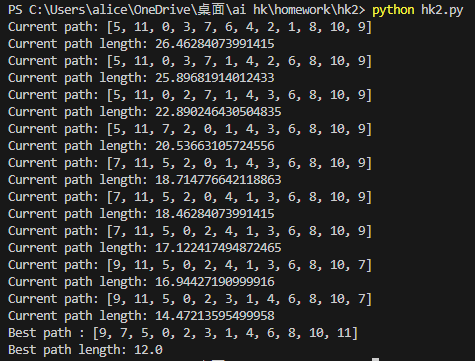 PS C:\Users\alice\OneDrive\桌面\ai hk\homework\hk2> python hk2.py
Current path: [5, 11, 0, 3, 7, 6, 4, 2, 1, 8, 10, 9]
Current path length: 26.46284073991415
Current path: [5, 11, 0, 3, 7, 1, 4, 2, 6, 8, 10, 9]
Current path length: 25.89681914012433
Current path: [5, 11, 0, 2, 7, 1, 4, 3, 6, 8, 10, 9]
Current path length: 22.890246430504835
Current path: [5, 11, 7, 2, 0, 1, 4, 3, 6, 8, 10, 9]
Current path length: 20.53663105724556
Current path: [7, 11, 5, 2, 0, 1, 4, 3, 6, 8, 10, 9]
Current path length: 18.714776642118863
Current path: [7, 11, 5, 2, 0, 4, 1, 3, 6, 8, 10, 9]
Current path length: 18.46284073991415
Current path: [7, 11, 5, 0, 2, 4, 1, 3, 6, 8, 10, 9]
Current path length: 17.122417494872465
Current path: [9, 11, 5, 0, 2, 4, 1, 3, 6, 8, 10, 7]
Current path length: 16.94427190999916
Current path: [9, 11, 5, 0, 2, 3, 1, 4, 6, 8, 10, 7]
Current path length: 14.47213595499958
Best path : [9, 7, 5, 0, 2, 3, 1, 4, 6, 8, 10, 11]
Best path length: 12.0